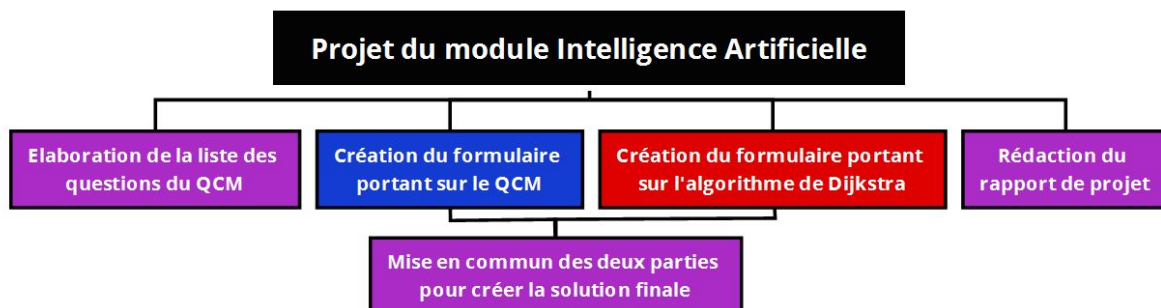 Projet du module Intelligence Artificielle
Elaboration de la liste des
questions du QCM
Création du formulaire
portant sur le QCM
Création du formulaire portant
sur l'algorithme de Dijkstra
Rédaction du
rapport de projet
Mise en commun des deux parties
pour créer la solution finale